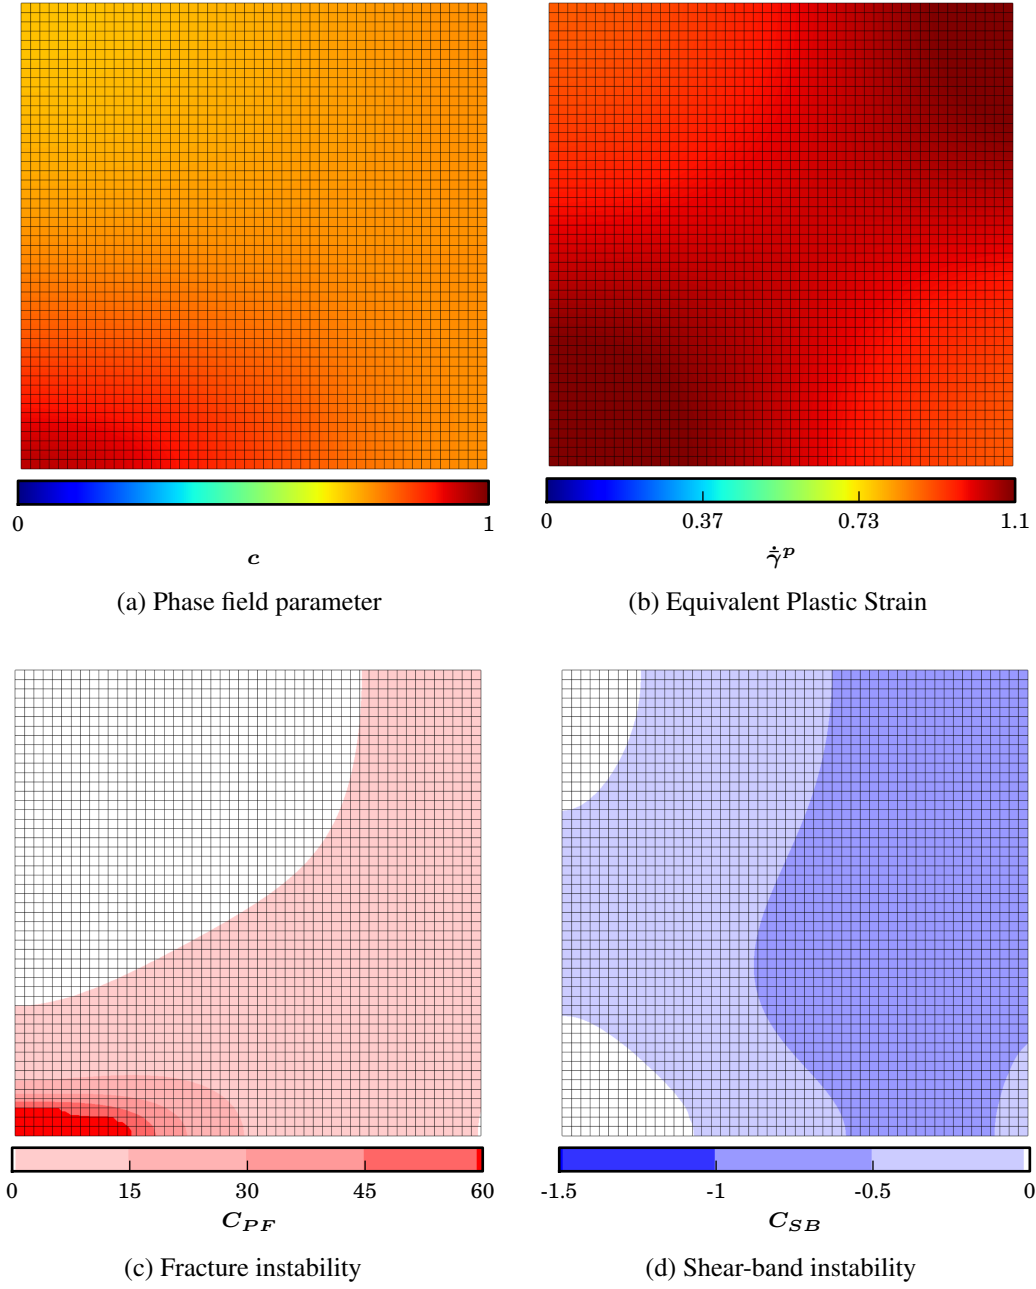 0 1
c
(a) Phase field parameter
0 0.37 0.73 1.1
γ̇̄ᵖ
(b) Equivalent Plastic Strain
0 15 30 45 60
C_PF
(c) Fracture instability
-1.5 -1 -0.5 0
C_SB
(d) Shear-band instability